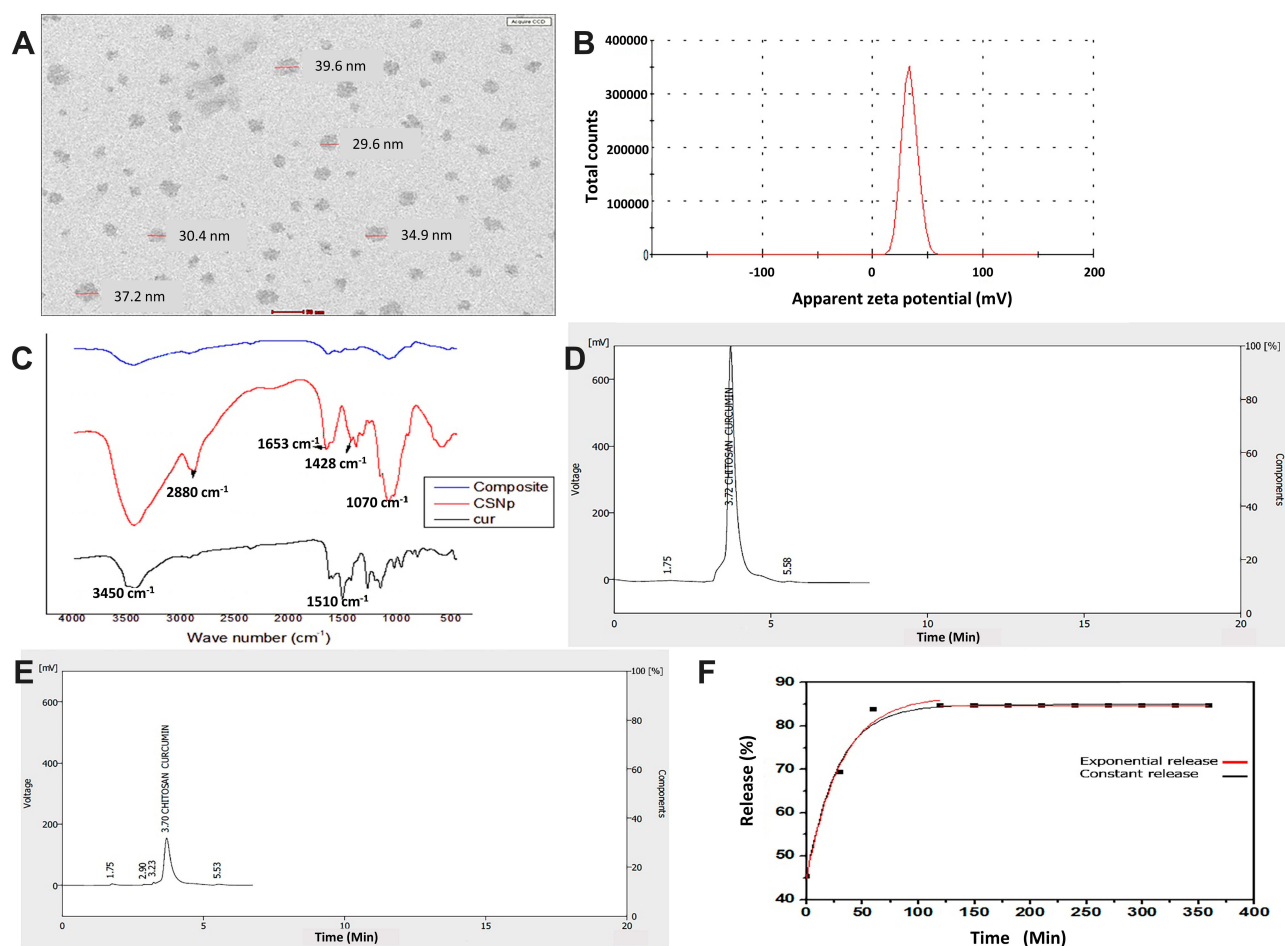 A
Acquire CCD
39.6 nm
29.6 nm
30.4 nm
34.9 nm
37.2 nm
B
400000
300000
200000
100000
0
-100
0
100
200
Total counts
Apparent zeta potential (mV)
C
1653 cm-1
1428 cm-1
2880 cm-1
1070 cm-1
Composite
CSNp
cur
3450 cm-1
1510 cm-1
4000
3500
3000
2500
2000
1500
1000
500
Wave number (cm-1)
D
[mV]
100 [%]
600
400
200
0
80
60
40
20
0
Voltage
Components
1.75
3.72 CHITOSAN CURCUMIN
5.58
0
5
10
15
20
Time (Min)
E
[mV]
100 [%]
600
400
200
0
80
60
40
20
0
Voltage
Components
1.75
2.90
3.23
3.70 CHITOSAN CURCUMIN
5.53
0
5
10
15
20
Time (Min)
F
90
80
70
60
50
40
Release (%)
Exponential release
Constant release
0
50
100
150
200
250
300
350
400
Time (Min)